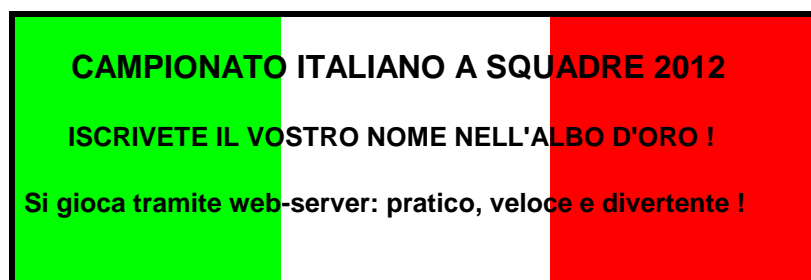 CAMPIONATO ITALIANO A SQUADRE 2012
ISCRIVETE IL VOSTRO NOME NELL'ALBO D'ORO !
Si gioca tramite web-server: pratico, veloce e divertente !